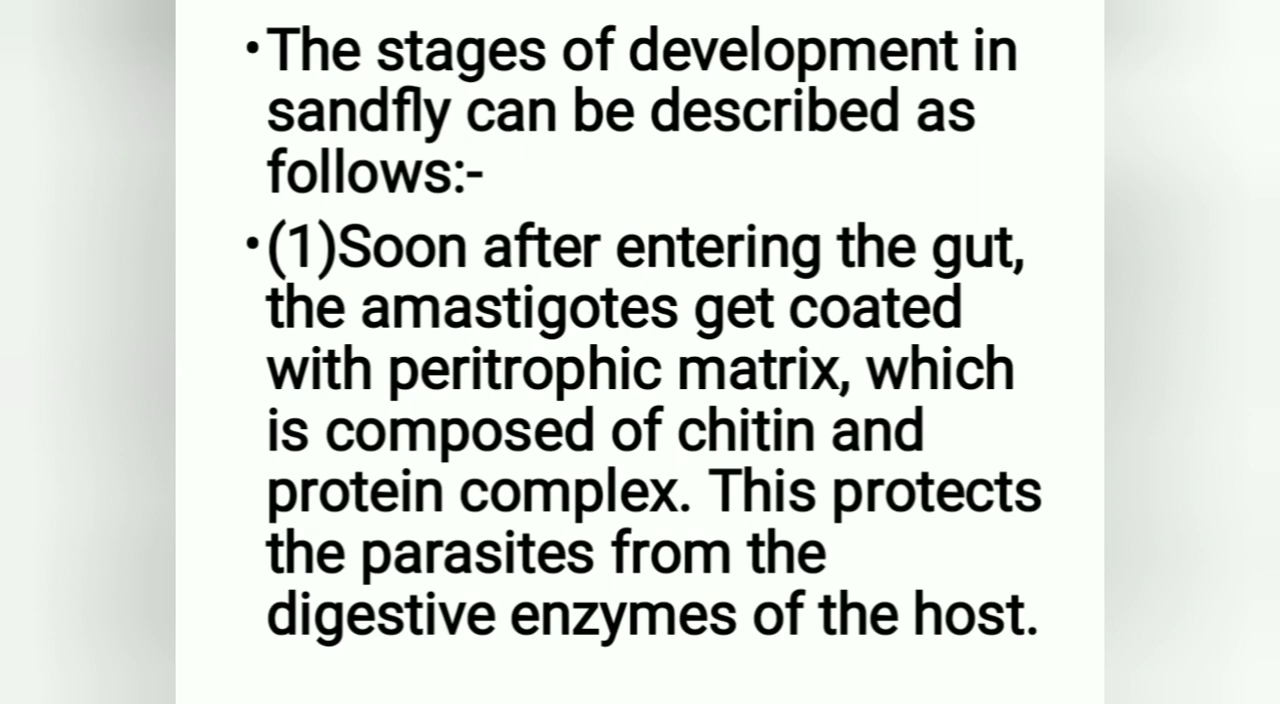 •The stages of development in
sandfly can be described as
follows:-
•(1)Soon after entering the gut,
the amastigotes get coated
with peritrophic matrix, which
is composed of chitin and
protein complex. This protects
the parasites from the
digestive enzymes of the host.